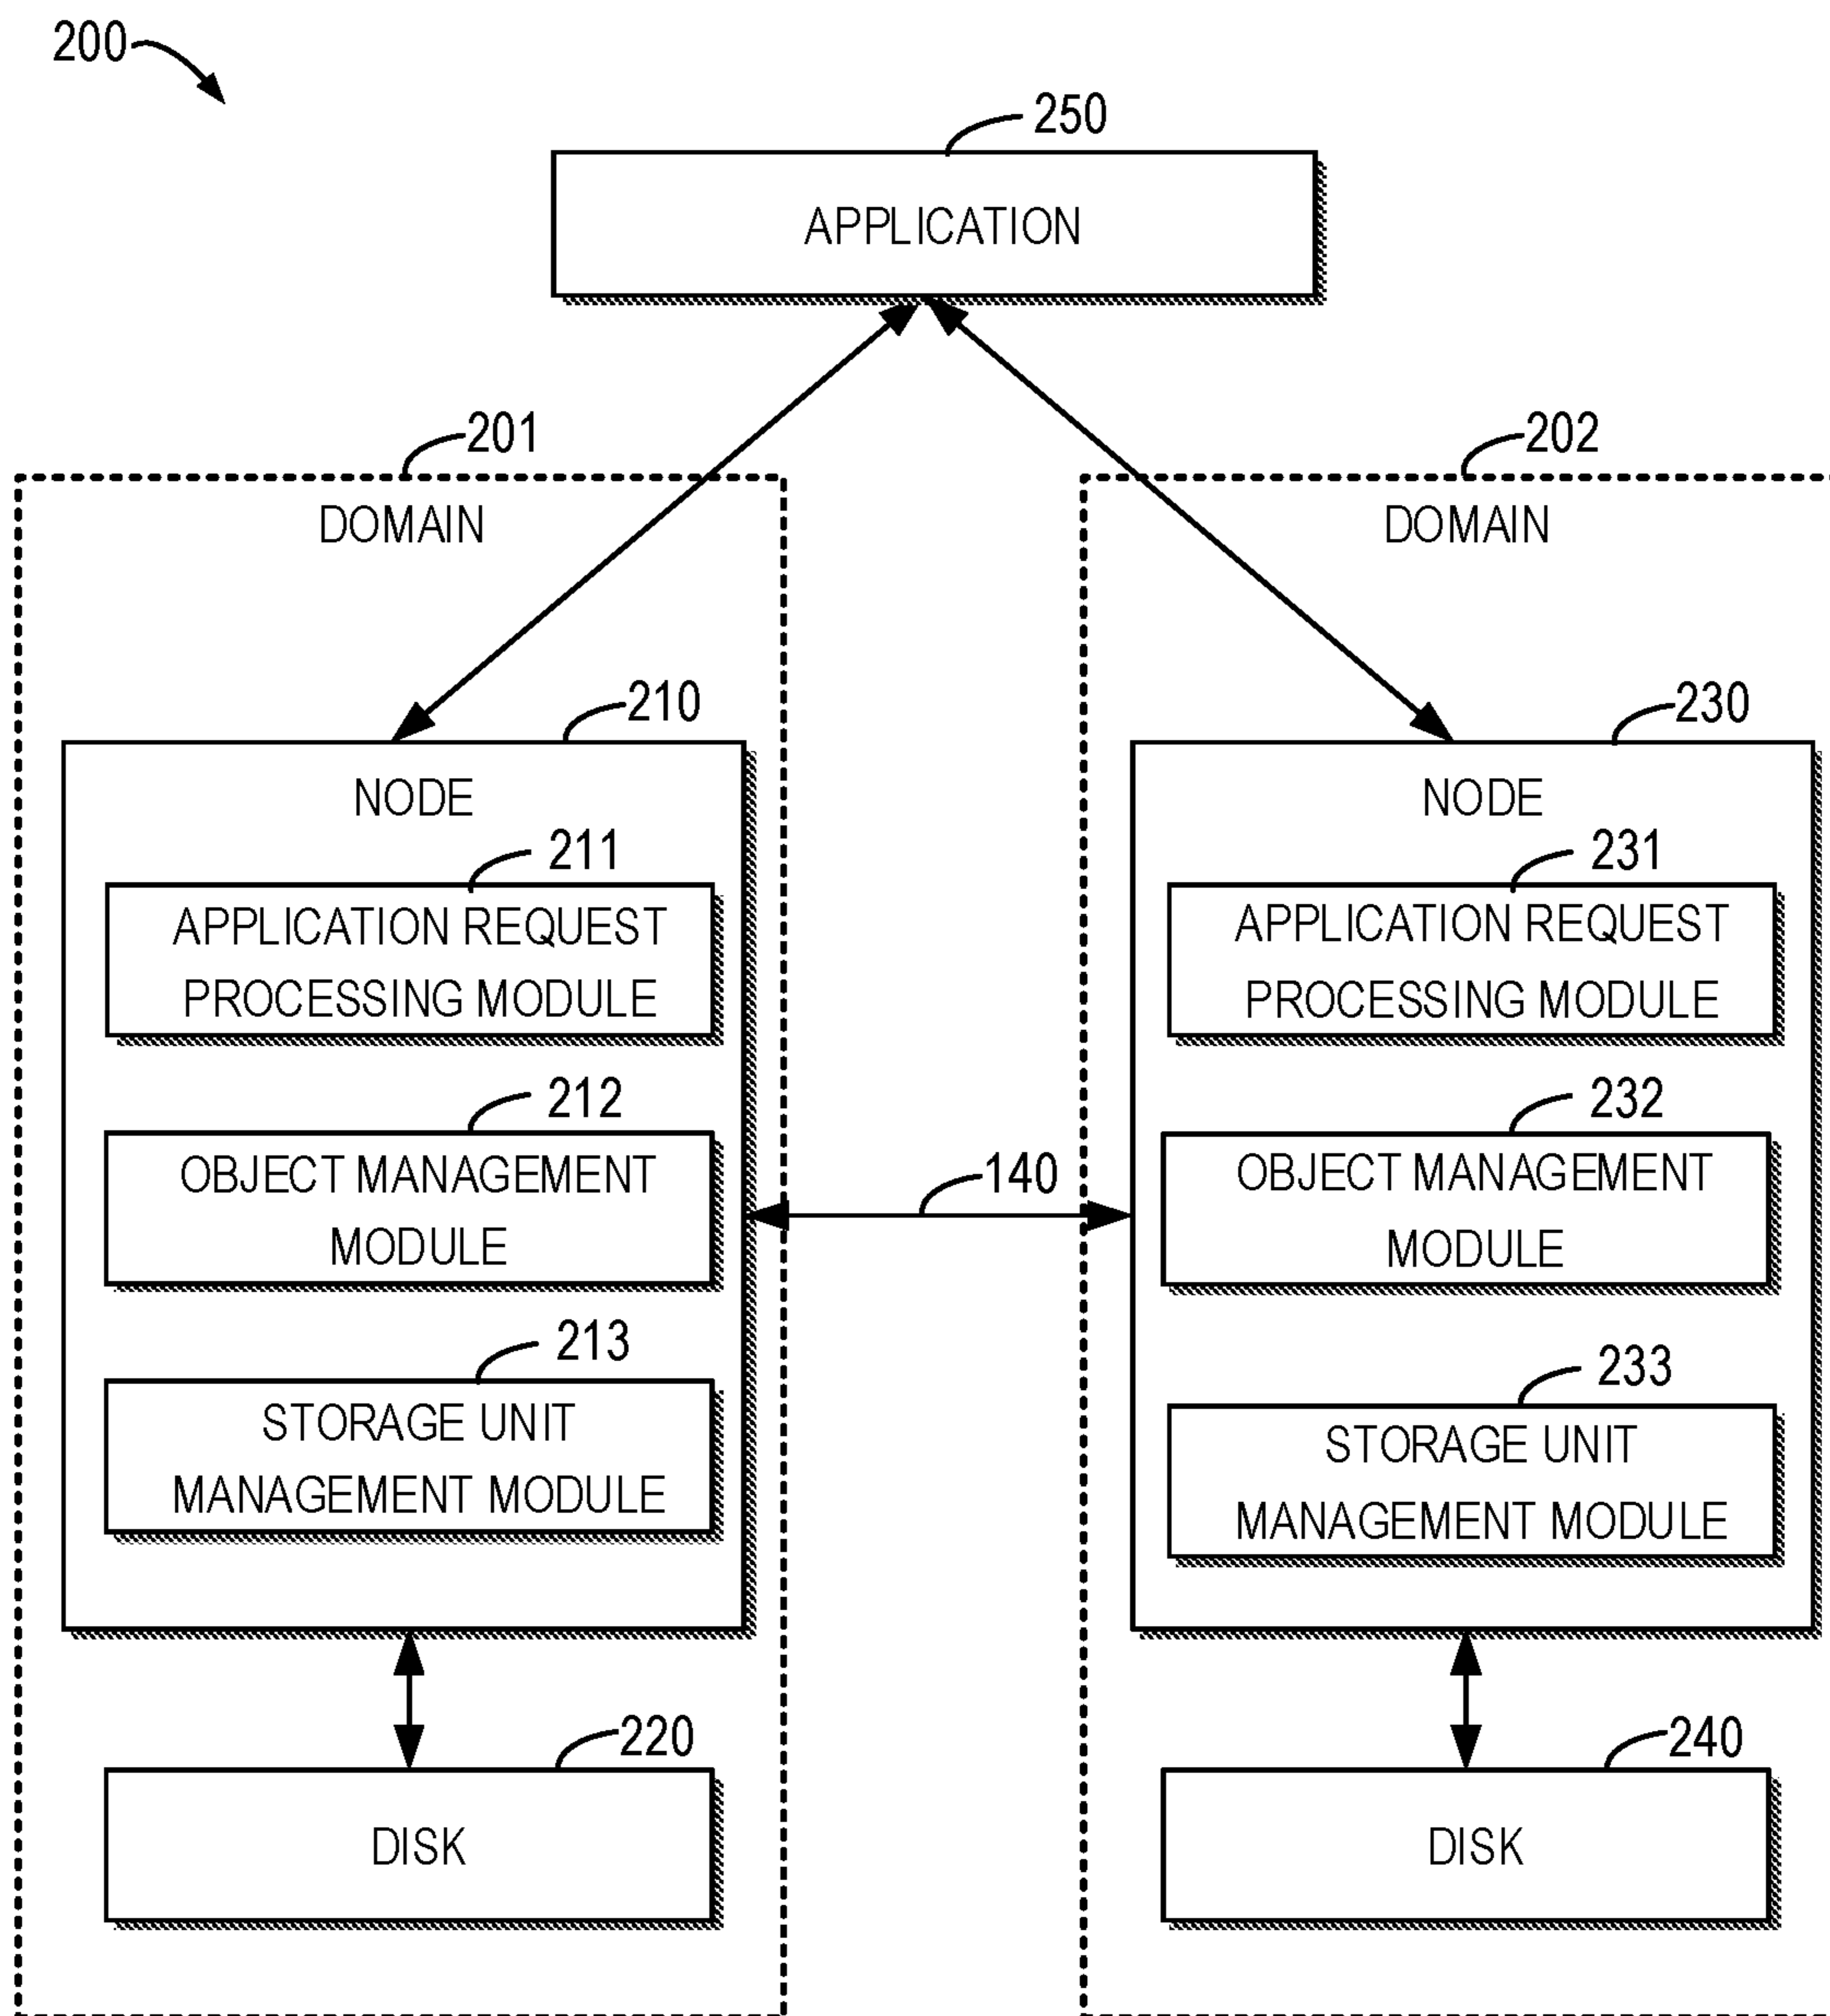 200
250
APPLICATION
201
202
DOMAIN
DOMAIN
210
230
NODE
NODE
211
231
APPLICATION REQUEST
PROCESSING MODULE
APPLICATION REQUEST
PROCESSING MODULE
212
232
OBJECT MANAGEMENT
MODULE
140
OBJECT MANAGEMENT
MODULE
213
233
STORAGE UNIT
MANAGEMENT MODULE
STORAGE UNIT
MANAGEMENT MODULE
220
240
DISK
DISK